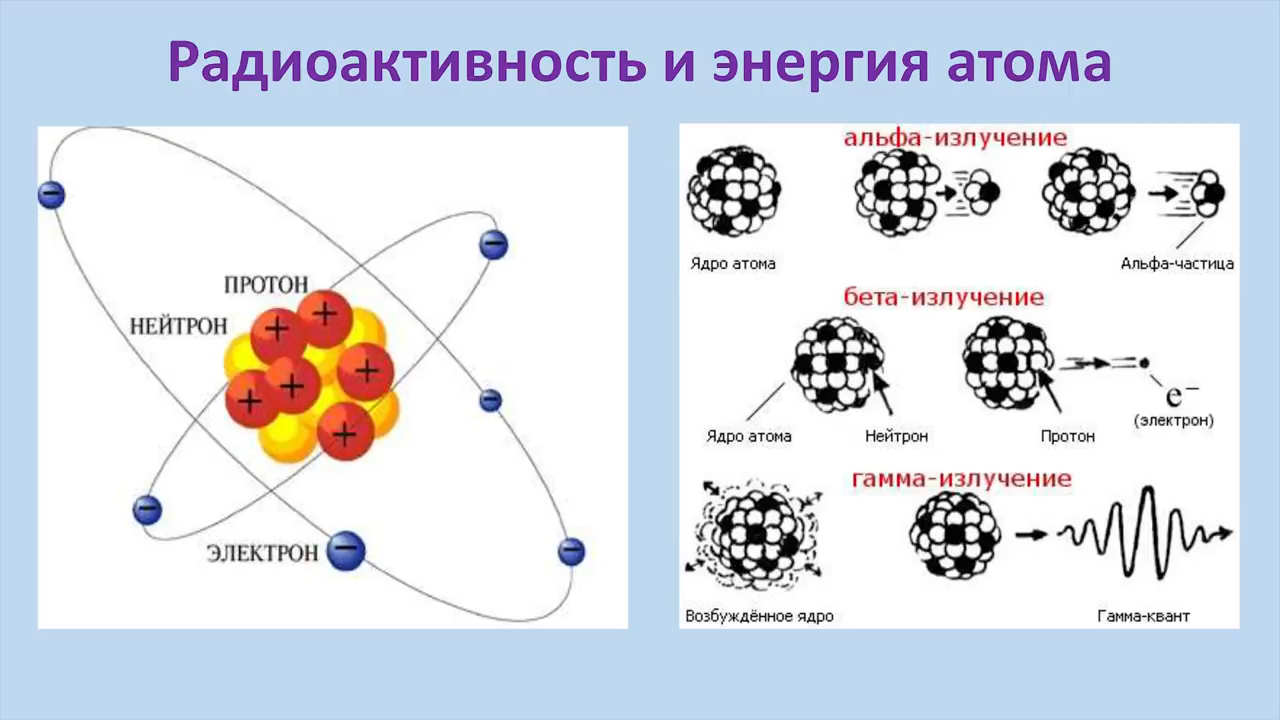 Радиоактивность и энергия атома
ПРОТОН
НЕЙТРОН
ЭЛЕКТРОН
альфа-излучение
Ядро атома
Альфа-частица
бета-излучение
e⁻
(электрон)
Ядро атома
Нейтрон
Протон
гамма-излучение
Возбуждённое ядро
Гамма-квант